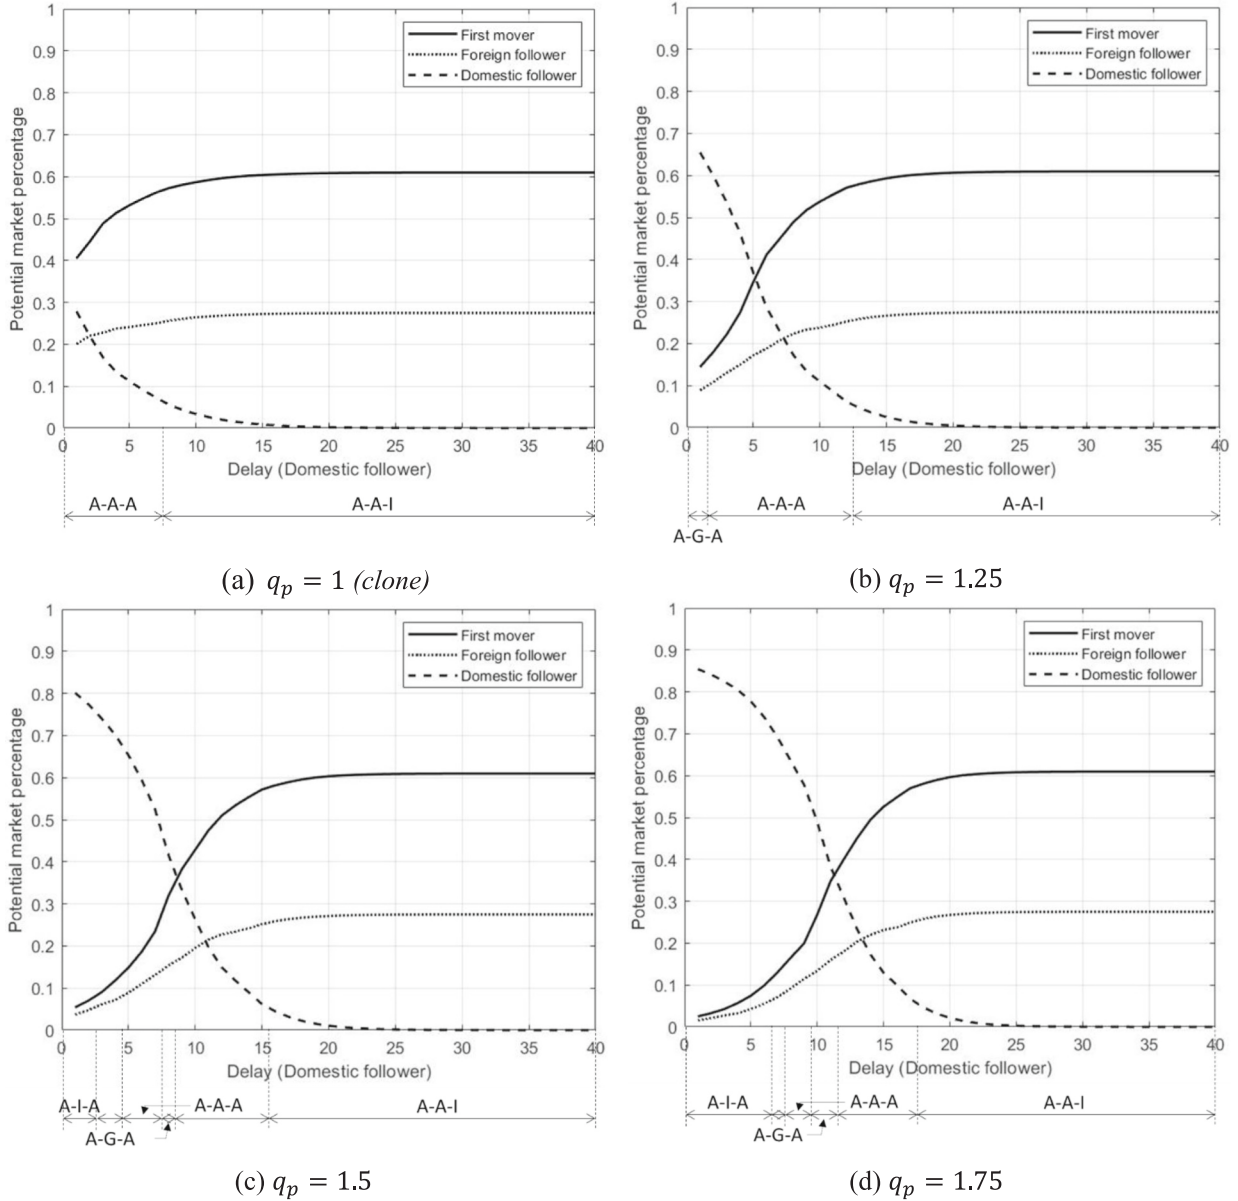 1
0.9
0.8
0.7
0.6
0.5
0.4
0.3
0.2
0.1
0
Potential market percentage
First mover
Foreign follower
Domestic follower
0 5 10 15 20 25 30 35 40
Delay (Domestic follower)
A-A-A A-A-I
(a) q_p = 1 (clone)
1
0.9
0.8
0.7
0.6
0.5
0.4
0.3
0.2
0.1
0
Potential market percentage
First mover
Foreign follower
Domestic follower
0 5 10 15 20 25 30 35 40
Delay (Domestic follower)
A-A-A A-A-I
A-G-A
(b) q_p = 1.25
1
0.9
0.8
0.7
0.6
0.5
0.4
0.3
0.2
0.1
0
Potential market percentage
First mover
Foreign follower
Domestic follower
0 5 10 15 20 25 30 35 40
Delay (Domestic follower)
A-I-A A-A-A A-A-I
A-G-A
(c) q_p = 1.5
1
0.9
0.8
0.7
0.6
0.5
0.4
0.3
0.2
0.1
0
Potential market percentage
First mover
Foreign follower
Domestic follower
0 5 10 15 20 25 30 35 40
Delay (Domestic follower)
A-I-A A-A-A A-A-I
A-G-A
(d) q_p = 1.75